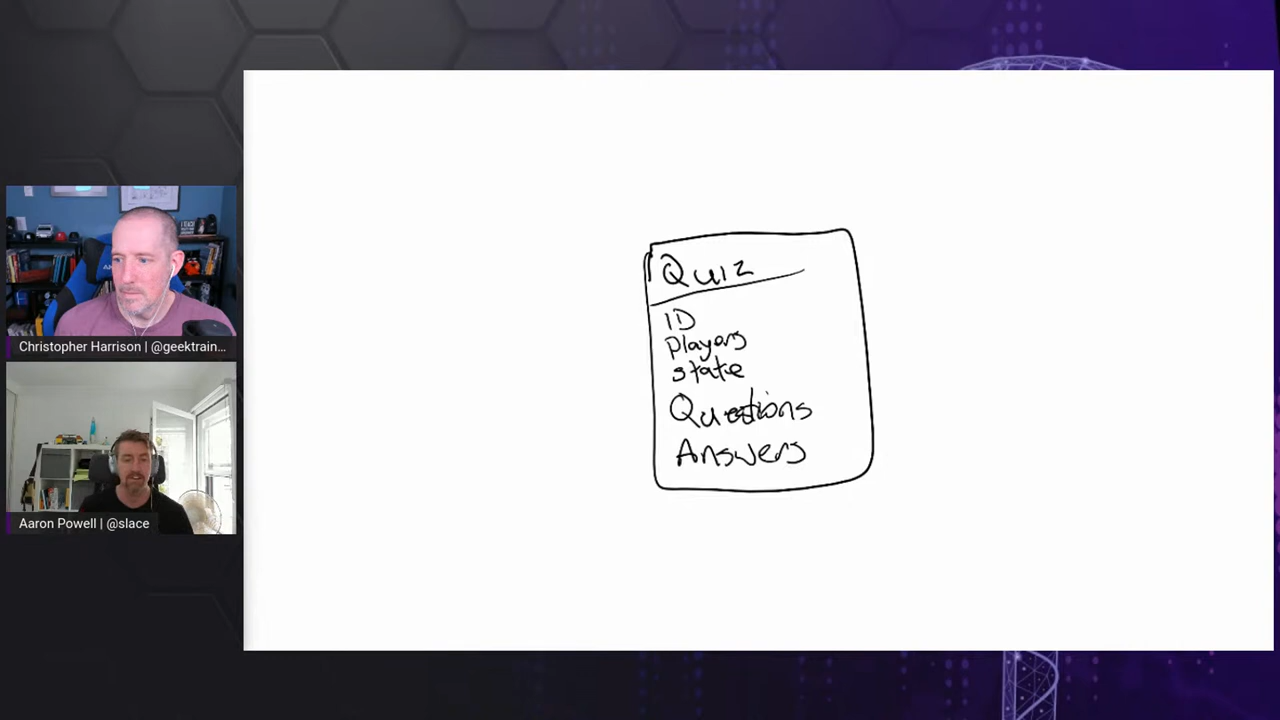 Christopher Harrison | @geektrain...
Aaron Powell | @slace
Quiz
ID
Players
state
Questions
Answers